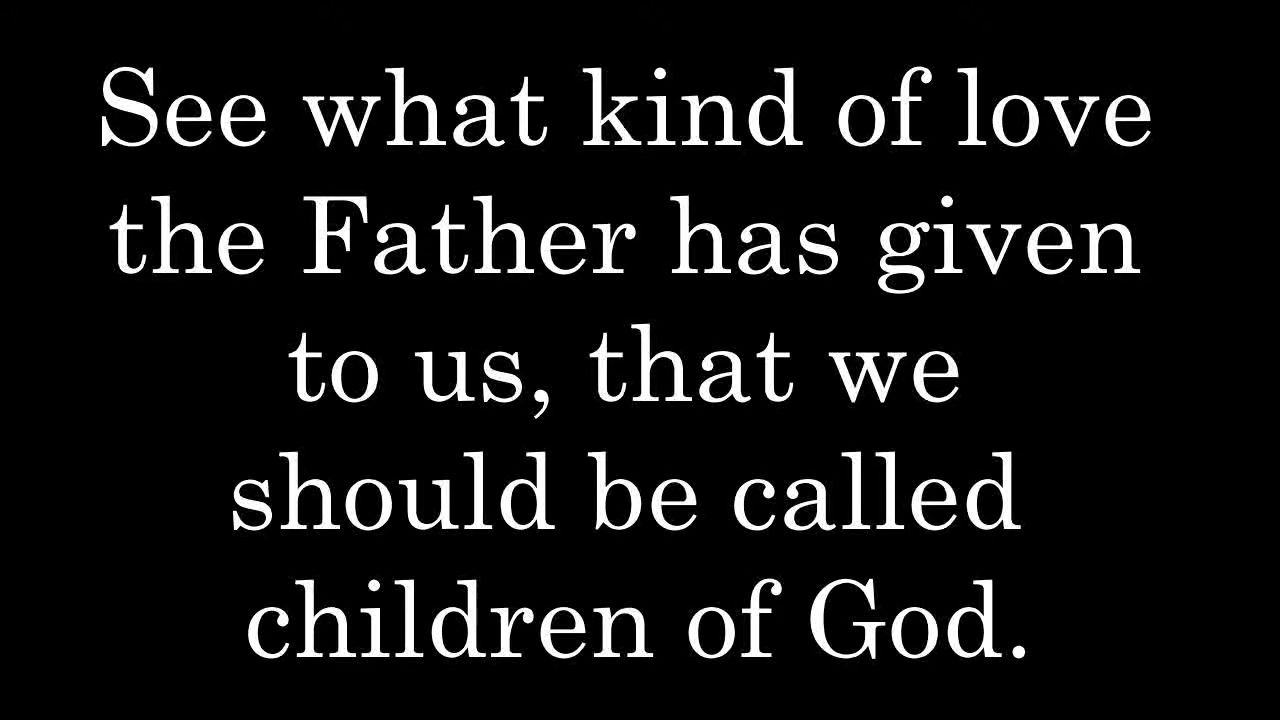 See what kind of love
the Father has given
to us, that we
should be called
children of God.